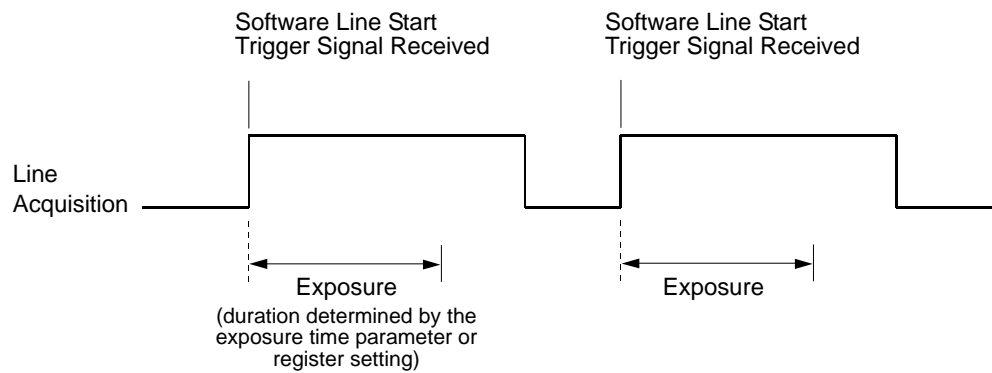 Software Line Start
Trigger Signal Received
Software Line Start
Trigger Signal Received
Line
Acquisition
Exposure
(duration determined by the
exposure time parameter or
register setting)
Exposure